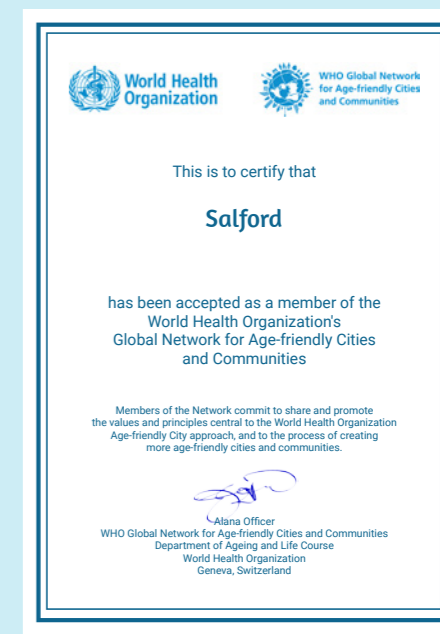 World Health
Organization
WHO Global Network
for Age-friendly Cities
and Communities
This is to certify that
Salford
has been accepted as a member of the
World Health Organization's
Global Network for Age-friendly Cities
and Communities
Members of the Network commit to share and promote
the values and principles central to the World Health Organization
Age-friendly City approach, and to the process of creating
more age-friendly cities and communities.
Alana Officer
WHO Global Network for Age-friendly Cities and Communities
Department of Ageing and Life Course
World Health Organization
Geneva, Switzerland